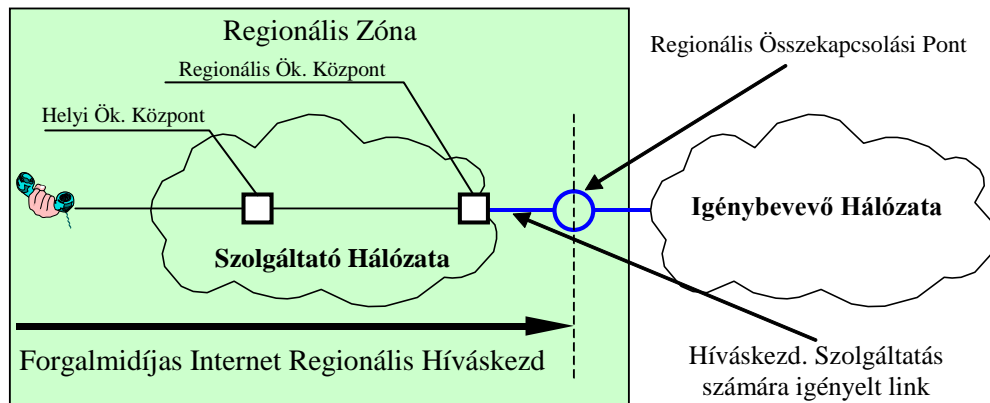 Regionális Zóna
Regionális Összekapcsolási Pont
Regionális Ök. Központ
Helyi Ök. Központ
Igénybevevő Hálózata
Szolgáltató Hálózata
Forgalmidíjas Internet Regionális Híváskezd
Híváskezd. Szolgáltatás
számára igényelt link